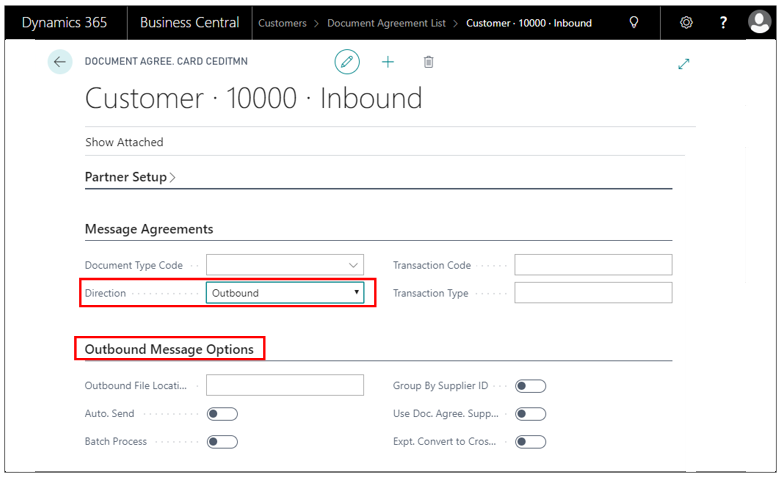 Dynamics 365 Business Central Customers > Document Agreement List > Customer · 10000 · Inbound ?
DOCUMENT AGREE. CARD CEDITMN
Customer · 10000 · Inbound
Show Attached
Partner Setup >
Message Agreements
Document Type Code Transaction Code
Direction Outbound Transaction Type
Outbound Message Options
Outbound File Locati... Group By Supplier ID
Auto. Send Use Doc. Agree. Supp...
Batch Process Expt. Convert to Cros...